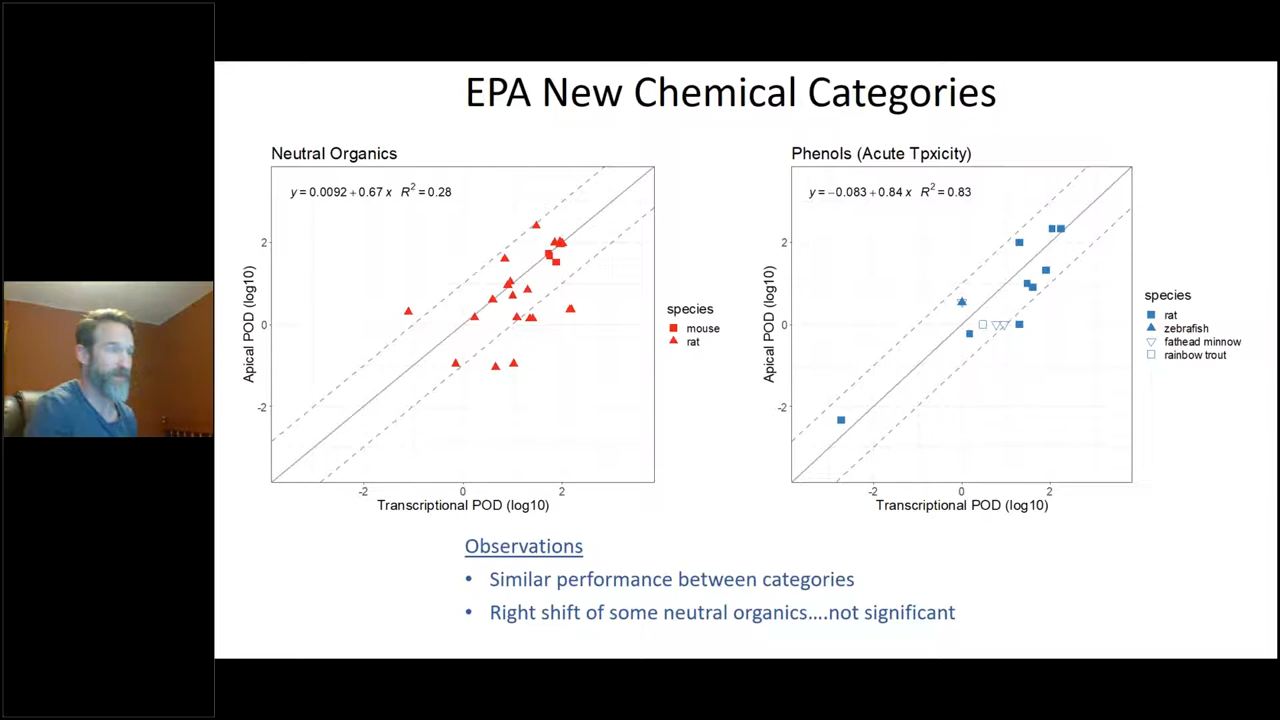 EPA New Chemical Categories
Neutral Organics
y = 0.0092 + 0.67 x R² = 0.28
Apical POD (log10)
2
0
-2
-2
0
2
Transcriptional POD (log10)
species
mouse
rat
Phenols (Acute Tpxicity)
y = −0.083 + 0.84 x R² = 0.83
Apical POD (log10)
2
0
-2
-2
0
2
Transcriptional POD (log10)
species
rat
zebrafish
fathead minnow
rainbow trout
Observations
• Similar performance between categories
• Right shift of some neutral organics....not significant